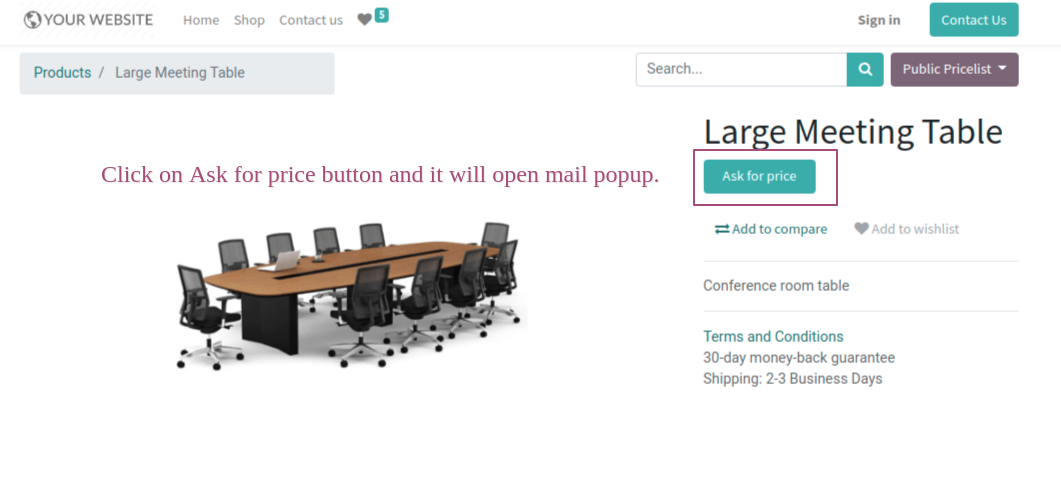 YOUR WEBSITE Home Shop Contact us 5 Sign in Contact Us
Products / Large Meeting Table Search... Public Pricelist
Large Meeting Table
Click on Ask for price button and it will open mail popup. Ask for price
Add to compare Add to wishlist
Conference room table
Terms and Conditions
30-day money-back guarantee
Shipping: 2-3 Business Days